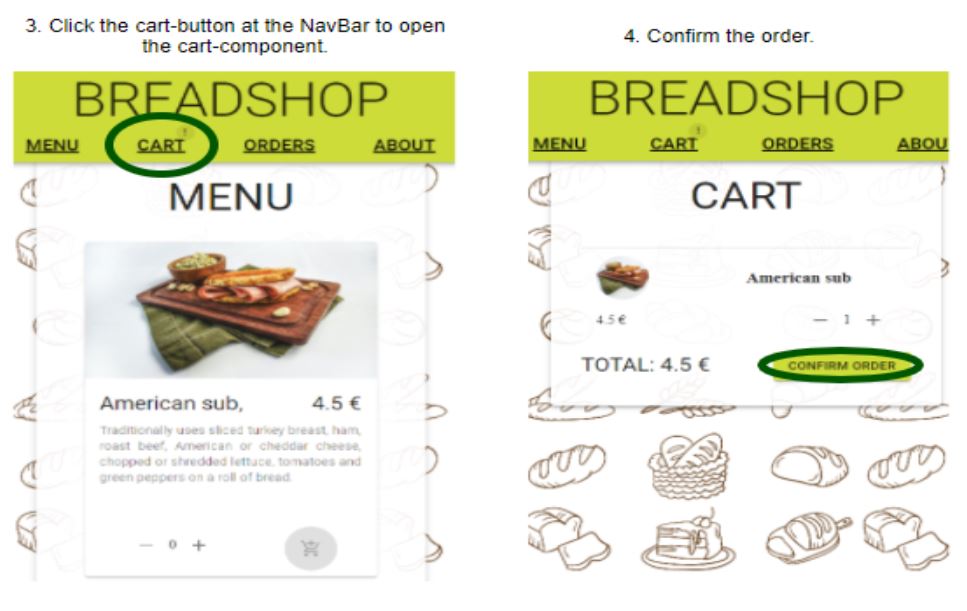 3. Click the cart-button at the NavBar to open
the cart-component.
BREADSHOP
MENU CART 1 ORDERS ABOUT
MENU
American sub, 4.5 €
Traditionally uses sliced turkey breast, ham,
roast beef, American or cheddar cheese,
chopped or shredded lettuce, tomatoes and
green peppers on a roll of bread.
— 0 +
4. Confirm the order.
BREADSHOP
MENU CART 1 ORDERS ABOU
CART
American sub
4.5 € — 1 +
TOTAL: 4.5 € CONFIRM ORDER